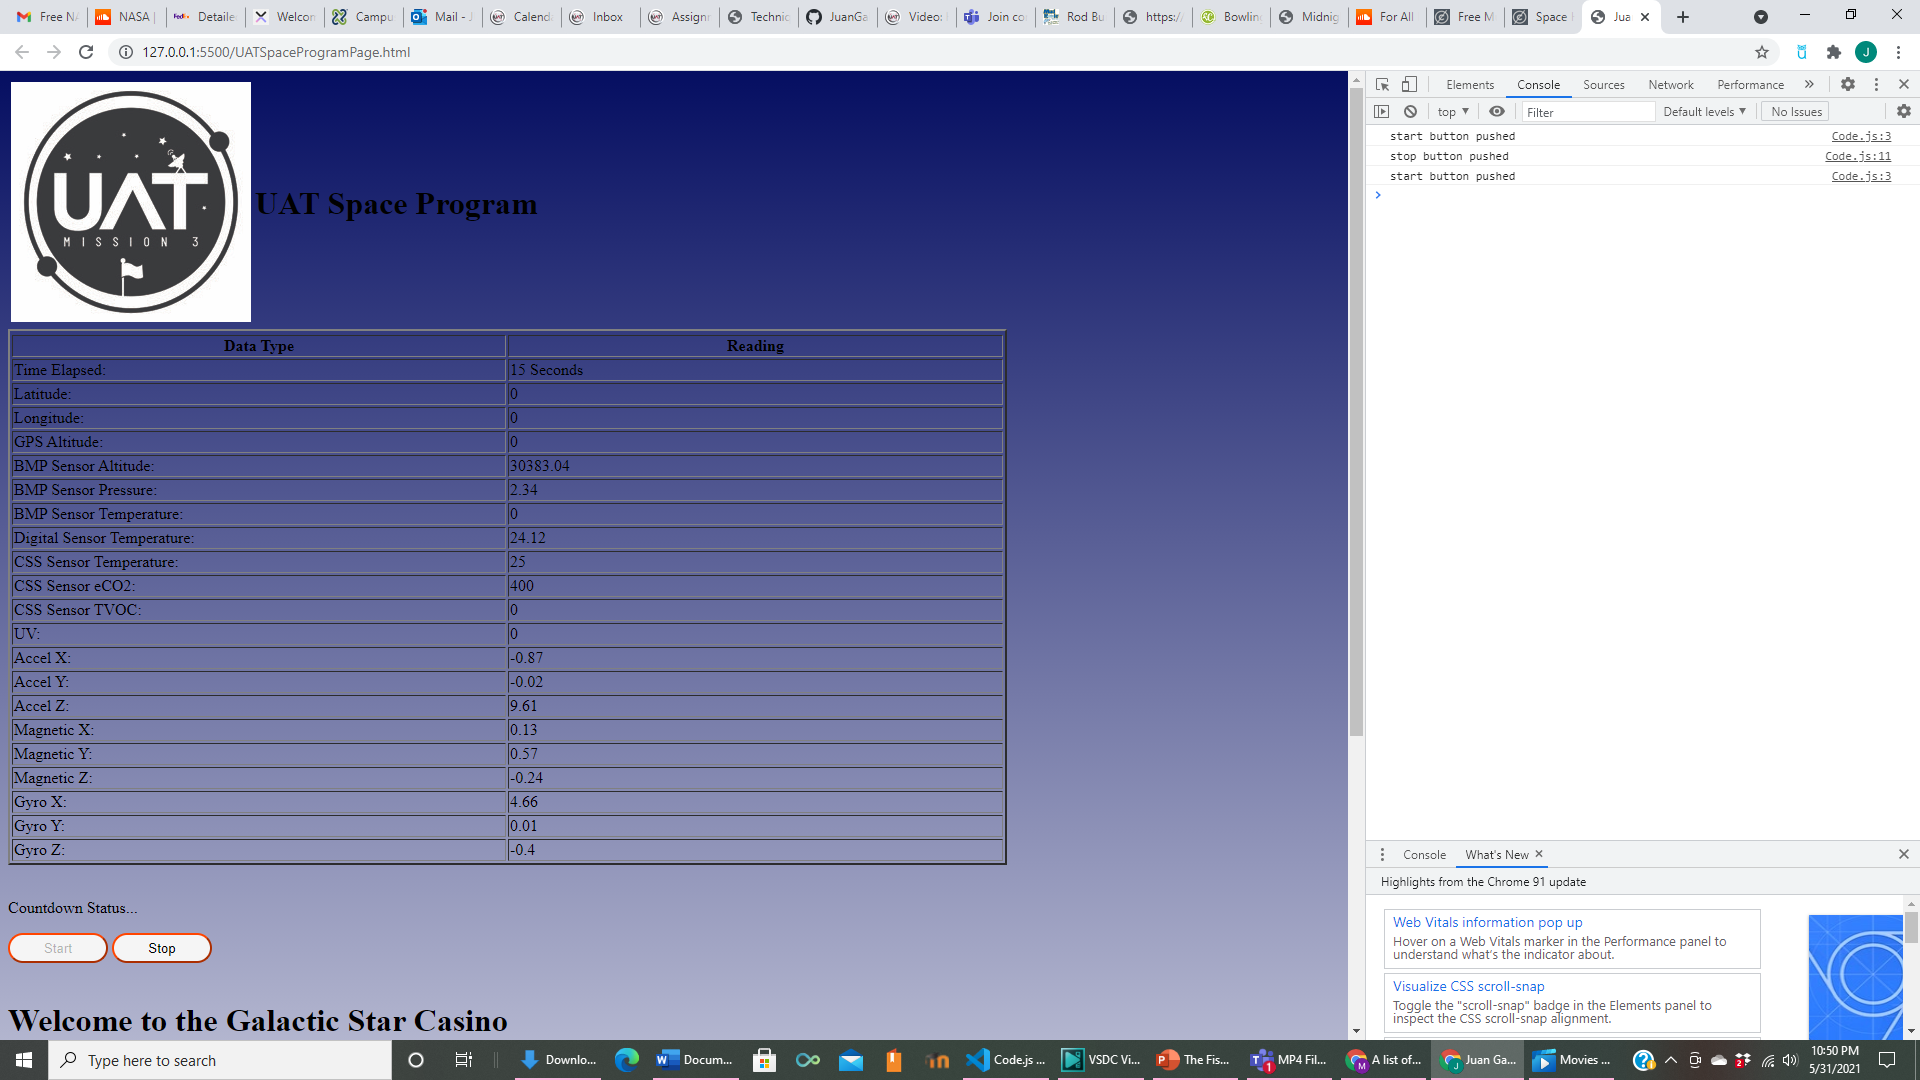 Free NA
NASA |
Detaile
Welcon
Campu
Mail - J
Calenda
Inbox
Assignm
Technic
JuanGa
Video:
Join co
Rod Bu
https:/
Bowling
Midnig
For All
Free M
Space
Jua
127.0.0.1:5500/UATSpaceProgramPage.html
J
Elements Console Sources Network Performance
top Filter Default levels No Issues
start button pushed Code.js:3
stop button pushed Code.js:11
start button pushed Code.js:3
UAT
MISSION 3
UAT Space Program
Data Type Reading
Time Elapsed: 15 Seconds
Latitude: 0
Longitude: 0
GPS Altitude: 0
BMP Sensor Altitude: 30383.04
BMP Sensor Pressure: 2.34
BMP Sensor Temperature: 0
Digital Sensor Temperature: 24.12
CSS Sensor Temperature: 25
CSS Sensor eCO2: 400
CSS Sensor TVOC: 0
UV: 0
Accel X: -0.87
Accel Y: -0.02
Accel Z: 9.61
Magnetic X: 0.13
Magnetic Y: 0.57
Magnetic Z: -0.24
Gyro X: 4.66
Gyro Y: 0.01
Gyro Z: -0.4
Countdown Status...
Start Stop
Welcome to the Galactic Star Casino
Console What's New
Highlights from the Chrome 91 update
Web Vitals information pop up
Hover on a Web Vitals marker in the Performance panel to
understand what's the indicator about.
Visualize CSS scroll-snap
Toggle the "scroll-snap" badge in the Elements panel to
inspect the CSS scroll-snap alignment.
Type here to search
Downlo...
Docum...
Code.js ...
VSDC Vi...
The Fis...
MP4 Fil...
A list of...
Juan Ga...
Movies ...
10:50 PM
5/31/2021